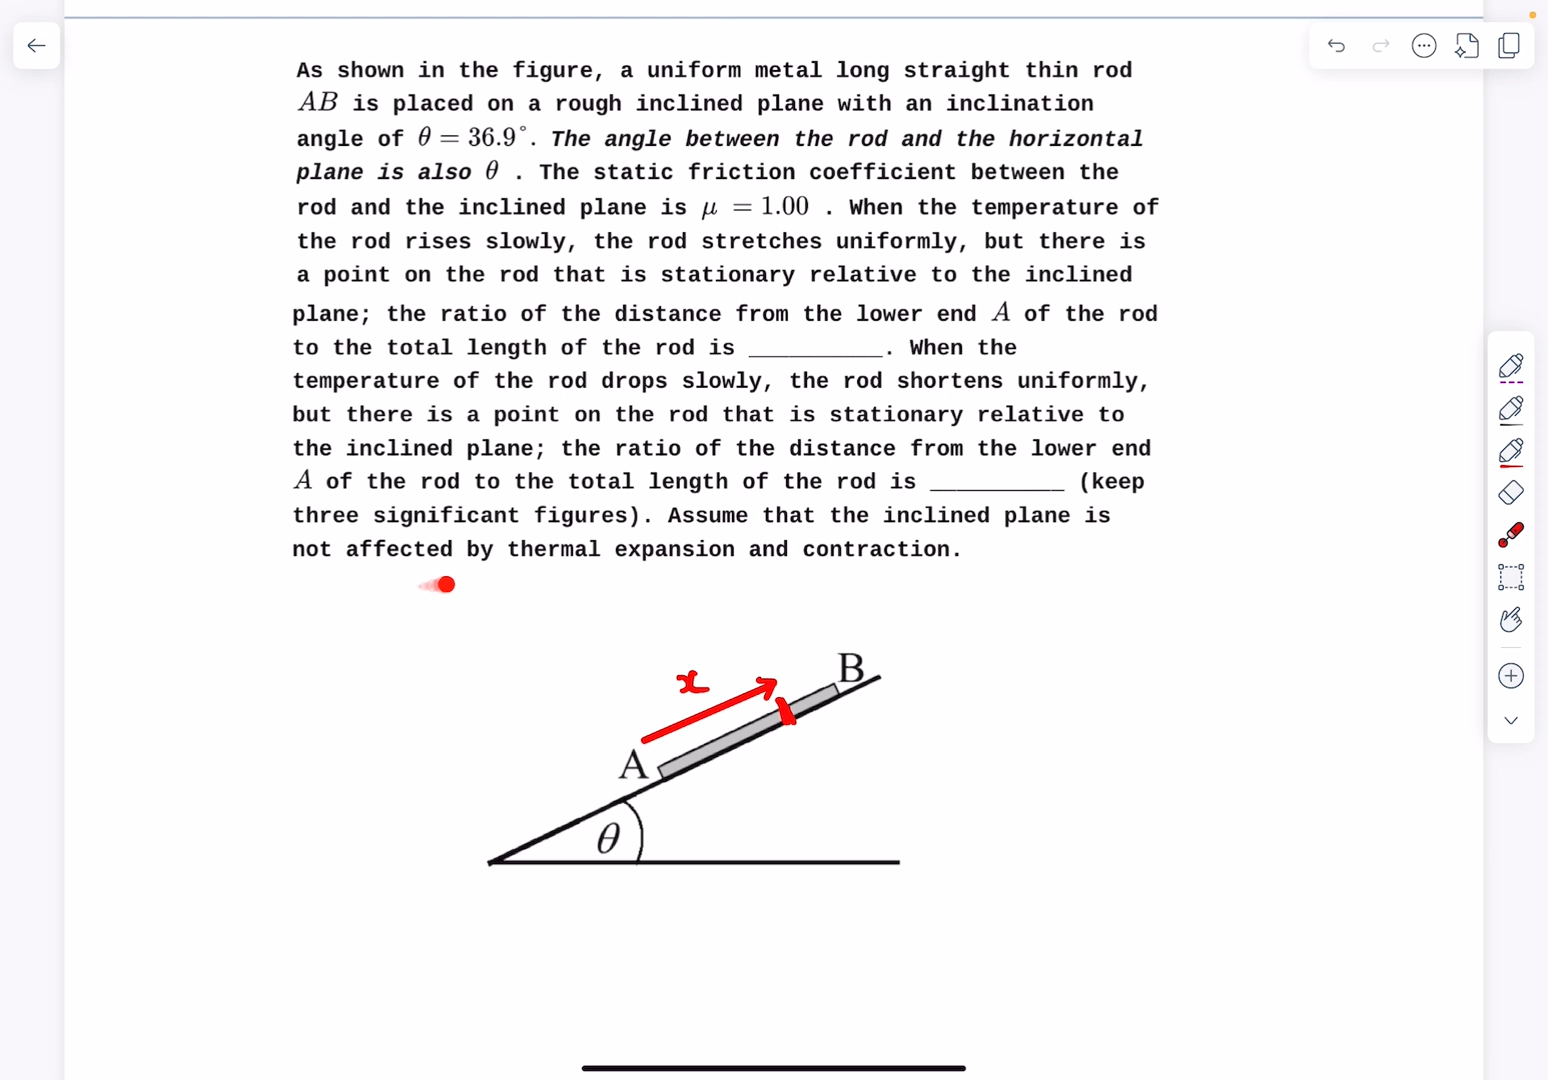 As shown in the figure, a uniform metal long straight thin rod
AB is placed on a rough inclined plane with an inclination
angle of θ = 36.9°. The angle between the rod and the horizontal
plane is also θ . The static friction coefficient between the
rod and the inclined plane is μ = 1.00 . When the temperature of
the rod rises slowly, the rod stretches uniformly, but there is
a point on the rod that is stationary relative to the inclined
plane; the ratio of the distance from the lower end A of the rod
to the total length of the rod is __________. When the
temperature of the rod drops slowly, the rod shortens uniformly,
but there is a point on the rod that is stationary relative to
the inclined plane; the ratio of the distance from the lower end
A of the rod to the total length of the rod is __________ (keep
three significant figures). Assume that the inclined plane is
not affected by thermal expansion and contraction.
x
B
A
θ